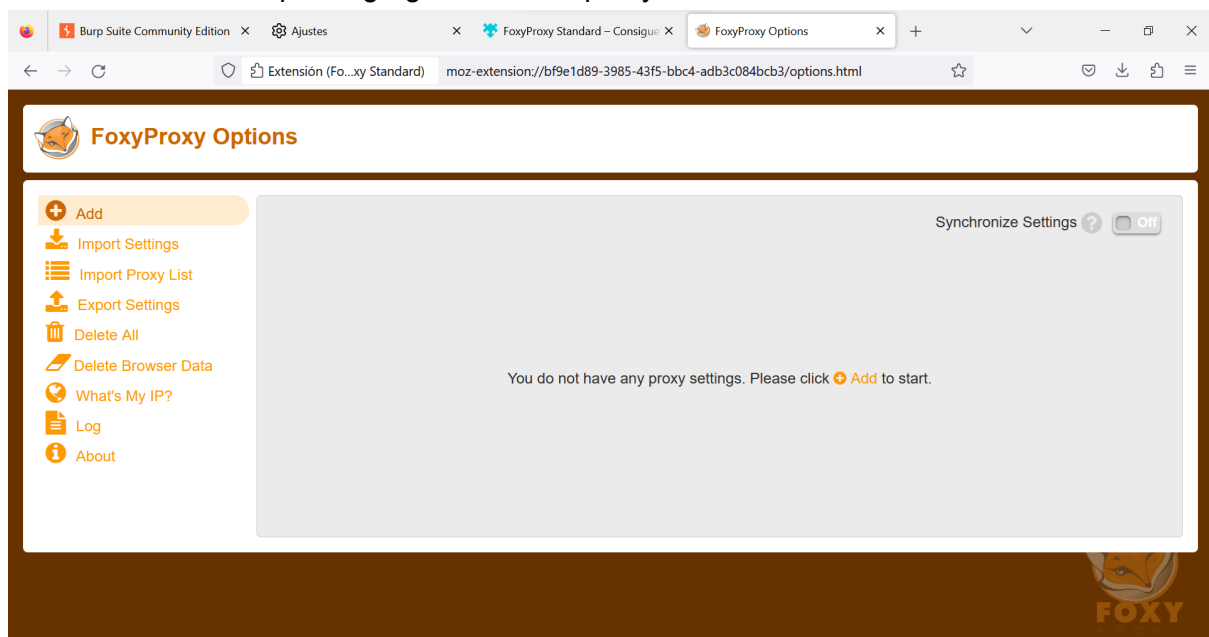 Burp Suite Community Edition
Ajustes
FoxyProxy Standard – Consigue
FoxyProxy Options
Extensión (Fo...xy Standard) moz-extension://bf9e1d89-3985-43f5-bbc4-adb3c084bcb3/options.html
FoxyProxy Options
Add
Import Settings
Import Proxy List
Export Settings
Delete All
Delete Browser Data
What's My IP?
Log
About
Synchronize Settings ? Off
You do not have any proxy settings. Please click Add to start.
FOXY